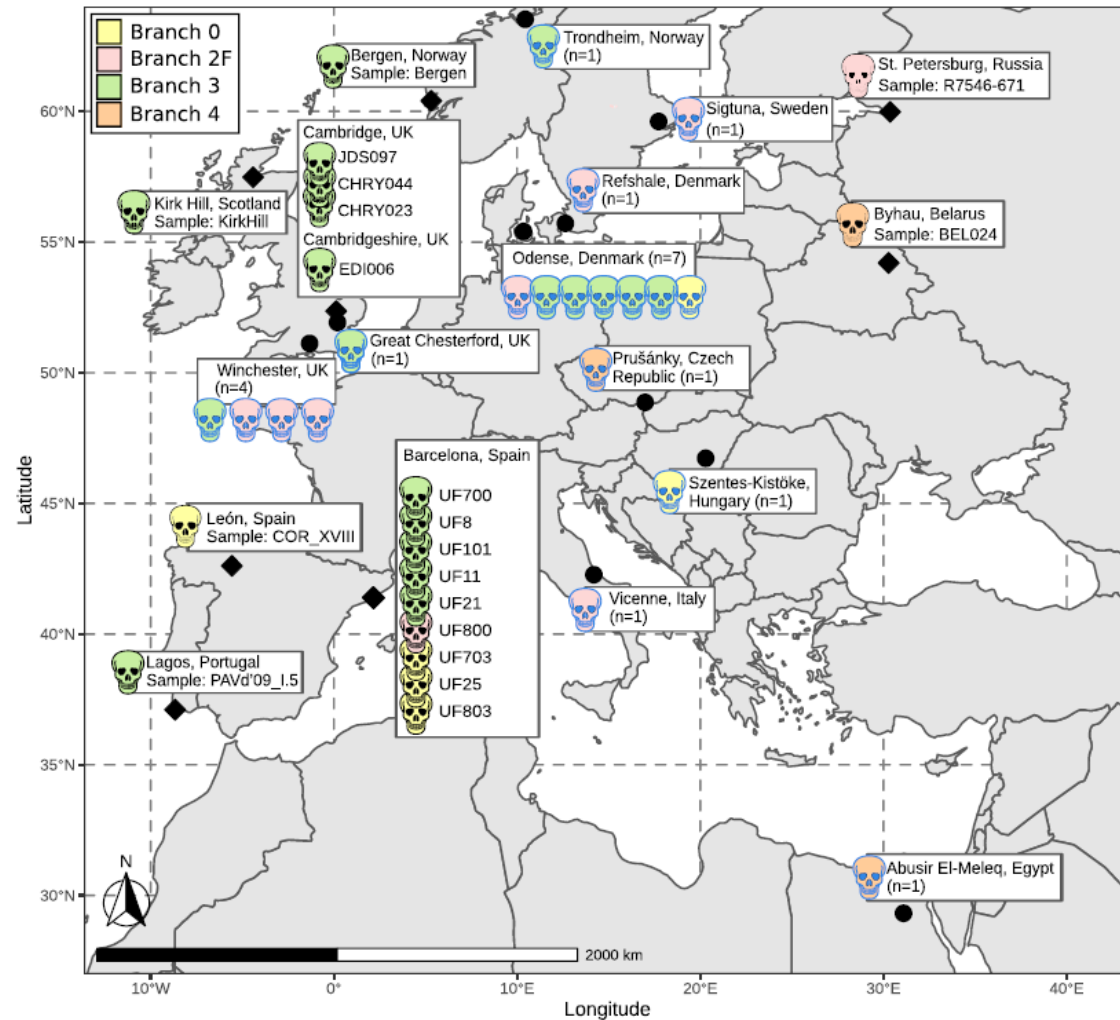 Branch 0
Branch 2F
Branch 3
Branch 4
Bergen, Norway
Sample: Bergen
Trondheim, Norway
(n=1)
St. Petersburg, Russia
Sample: R7546-671
Sigtuna, Sweden
(n=1)
Cambridge, UK
JDS097
CHRY044
CHRY023
Cambridgeshire, UK
EDI006
Kirk Hill, Scotland
Sample: KirkHill
Refshale, Denmark
(n=1)
Byhau, Belarus
Sample: BEL024
Odense, Denmark (n=7)
Great Chesterford, UK
(n=1)
Winchester, UK
(n=4)
Prušánky, Czech
Republic (n=1)
Barcelona, Spain
UF700
UF8
UF101
UF11
UF21
UF800
UF703
UF25
UF803
Szentes-Kistöke,
Hungary (n=1)
León, Spain
Sample: COR_XVIII
Vicenne, Italy
(n=1)
Lagos, Portugal
Sample: PAVd'09_I.5
Abusir El-Meleq, Egypt
(n=1)
N
2000 km
60°N
55°N
50°N
45°N
40°N
35°N
30°N
Latitude
10°W
0°
10°E
20°E
30°E
40°E
Longitude